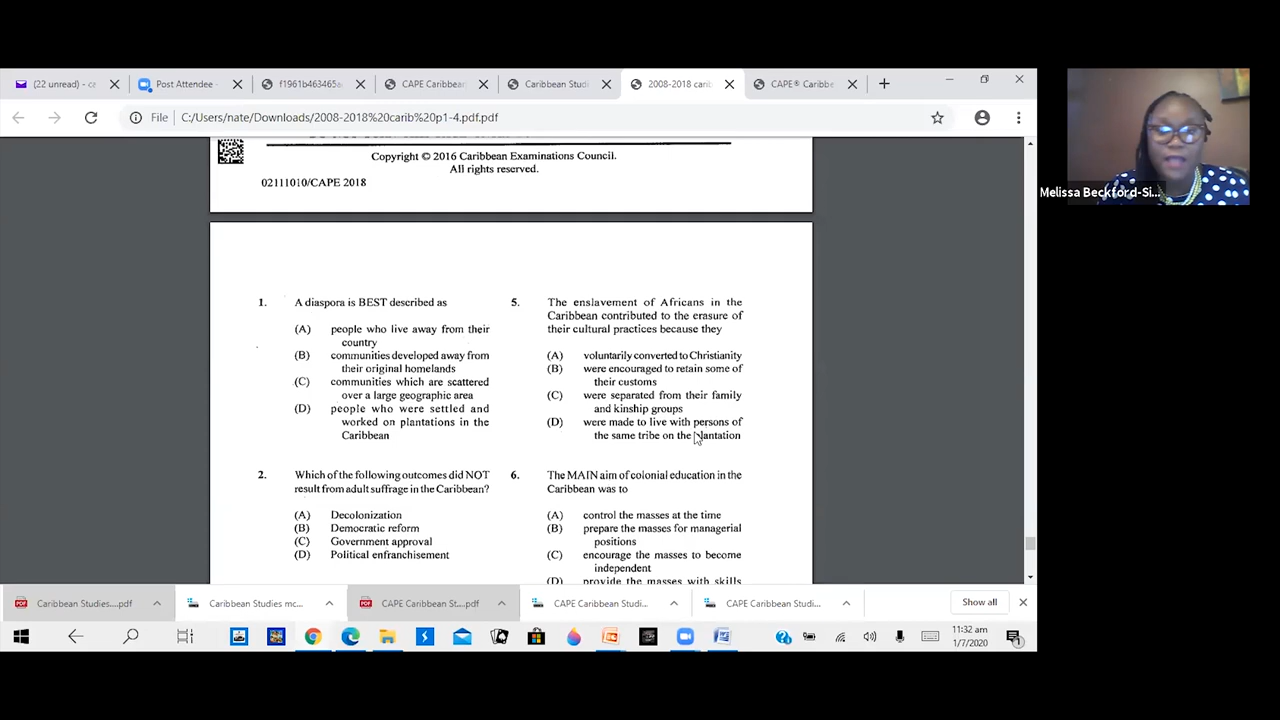 (22 unread) - ca
Post Attendee -
f1961b463465a
CAPE Caribbean
Caribbean Studi
2008-2018 carib
CAPE® Caribbe
File
C:/Users/nate/Downloads/2008-2018%20carib%20p1-4.pdf.pdf
Copyright © 2016 Caribbean Examinations Council.
All rights reserved.
02111010/CAPE 2018
1. A diaspora is BEST described as
(A) people who live away from their
country
(B) communities developed away from
their original homelands
(C) communities which are scattered
over a large geographic area
(D) people who were settled and
worked on plantations in the
Caribbean
2. Which of the following outcomes did NOT
result from adult suffrage in the Caribbean?
(A) Decolonization
(B) Democratic reform
(C) Government approval
(D) Political enfranchisement
5. The enslavement of Africans in the
Caribbean contributed to the erasure of
their cultural practices because they
(A) voluntarily converted to Christianity
(B) were encouraged to retain some of
their customs
(C) were separated from their family
and kinship groups
(D) were made to live with persons of
the same tribe on the plantation
6. The MAIN aim of colonial education in the
Caribbean was to
(A) control the masses at the time
(B) prepare the masses for managerial
positions
(C) encourage the masses to become
independent
(D) provide the masses with skills
Melissa Beckford-Si...
Caribbean Studies....pdf
Caribbean Studies mc...
CAPE Caribbean St....pdf
CAPE Caribbean Studi...
CAPE Caribbean Studi...
Show all
11:32 am
1/7/2020